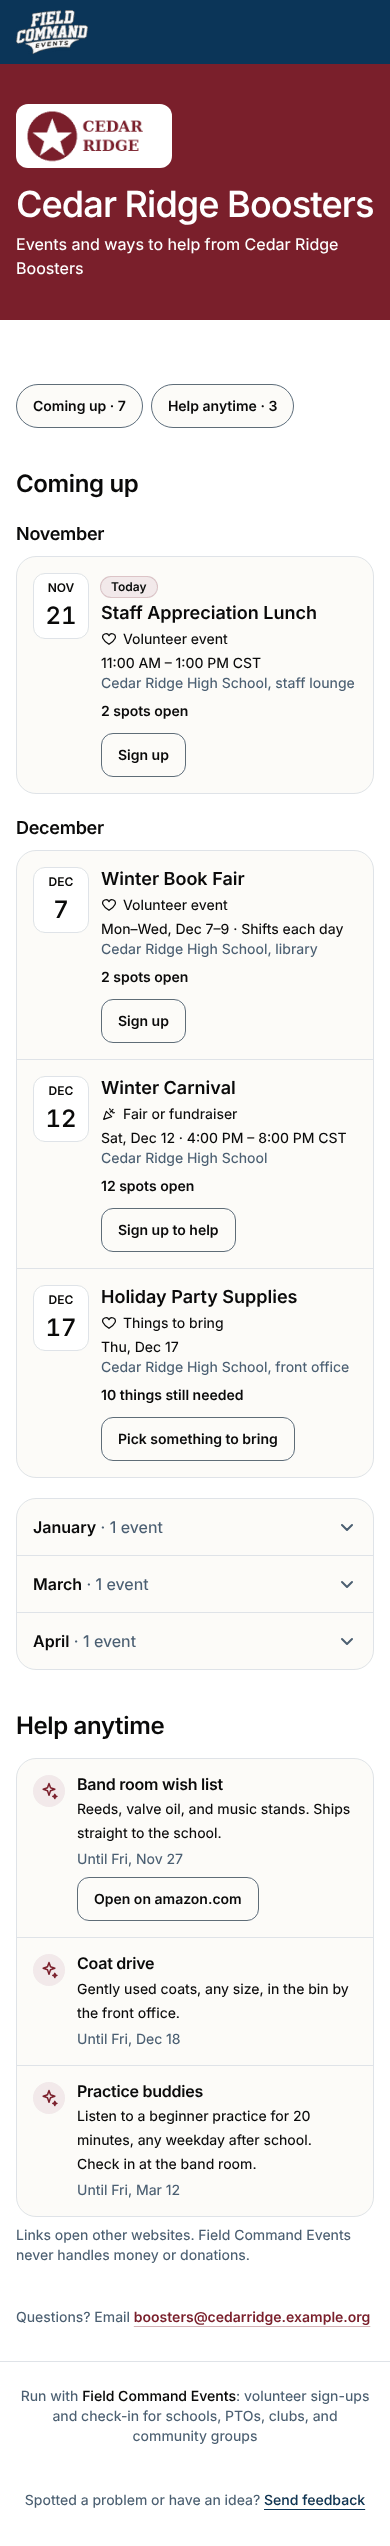 FIELD
COMMAND
EVENTS
CEDAR
RIDGE
Cedar Ridge Boosters
Events and ways to help from Cedar Ridge
Boosters
Coming up · 7
Help anytime · 3
Coming up
November
NOV
21
Today
Staff Appreciation Lunch
Volunteer event
11:00 AM – 1:00 PM CST
Cedar Ridge High School, staff lounge
2 spots open
Sign up
December
DEC
7
Winter Book Fair
Volunteer event
Mon–Wed, Dec 7–9 · Shifts each day
Cedar Ridge High School, library
2 spots open
Sign up
DEC
12
Winter Carnival
Fair or fundraiser
Sat, Dec 12 · 4:00 PM – 8:00 PM CST
Cedar Ridge High School
12 spots open
Sign up to help
DEC
17
Holiday Party Supplies
Things to bring
Thu, Dec 17
Cedar Ridge High School, front office
10 things still needed
Pick something to bring
January · 1 event
March · 1 event
April · 1 event
Help anytime
Band room wish list
Reeds, valve oil, and music stands. Ships
straight to the school.
Until Fri, Nov 27
Open on amazon.com
Coat drive
Gently used coats, any size, in the bin by
the front office.
Until Fri, Dec 18
Practice buddies
Listen to a beginner practice for 20
minutes, any weekday after school.
Check in at the band room.
Until Fri, Mar 12
Links open other websites. Field Command Events
never handles money or donations.
Questions? Email boosters@cedarridge.example.org
Run with Field Command Events: volunteer sign-ups
and check-in for schools, PTOs, clubs, and
community groups
Spotted a problem or have an idea? Send feedback